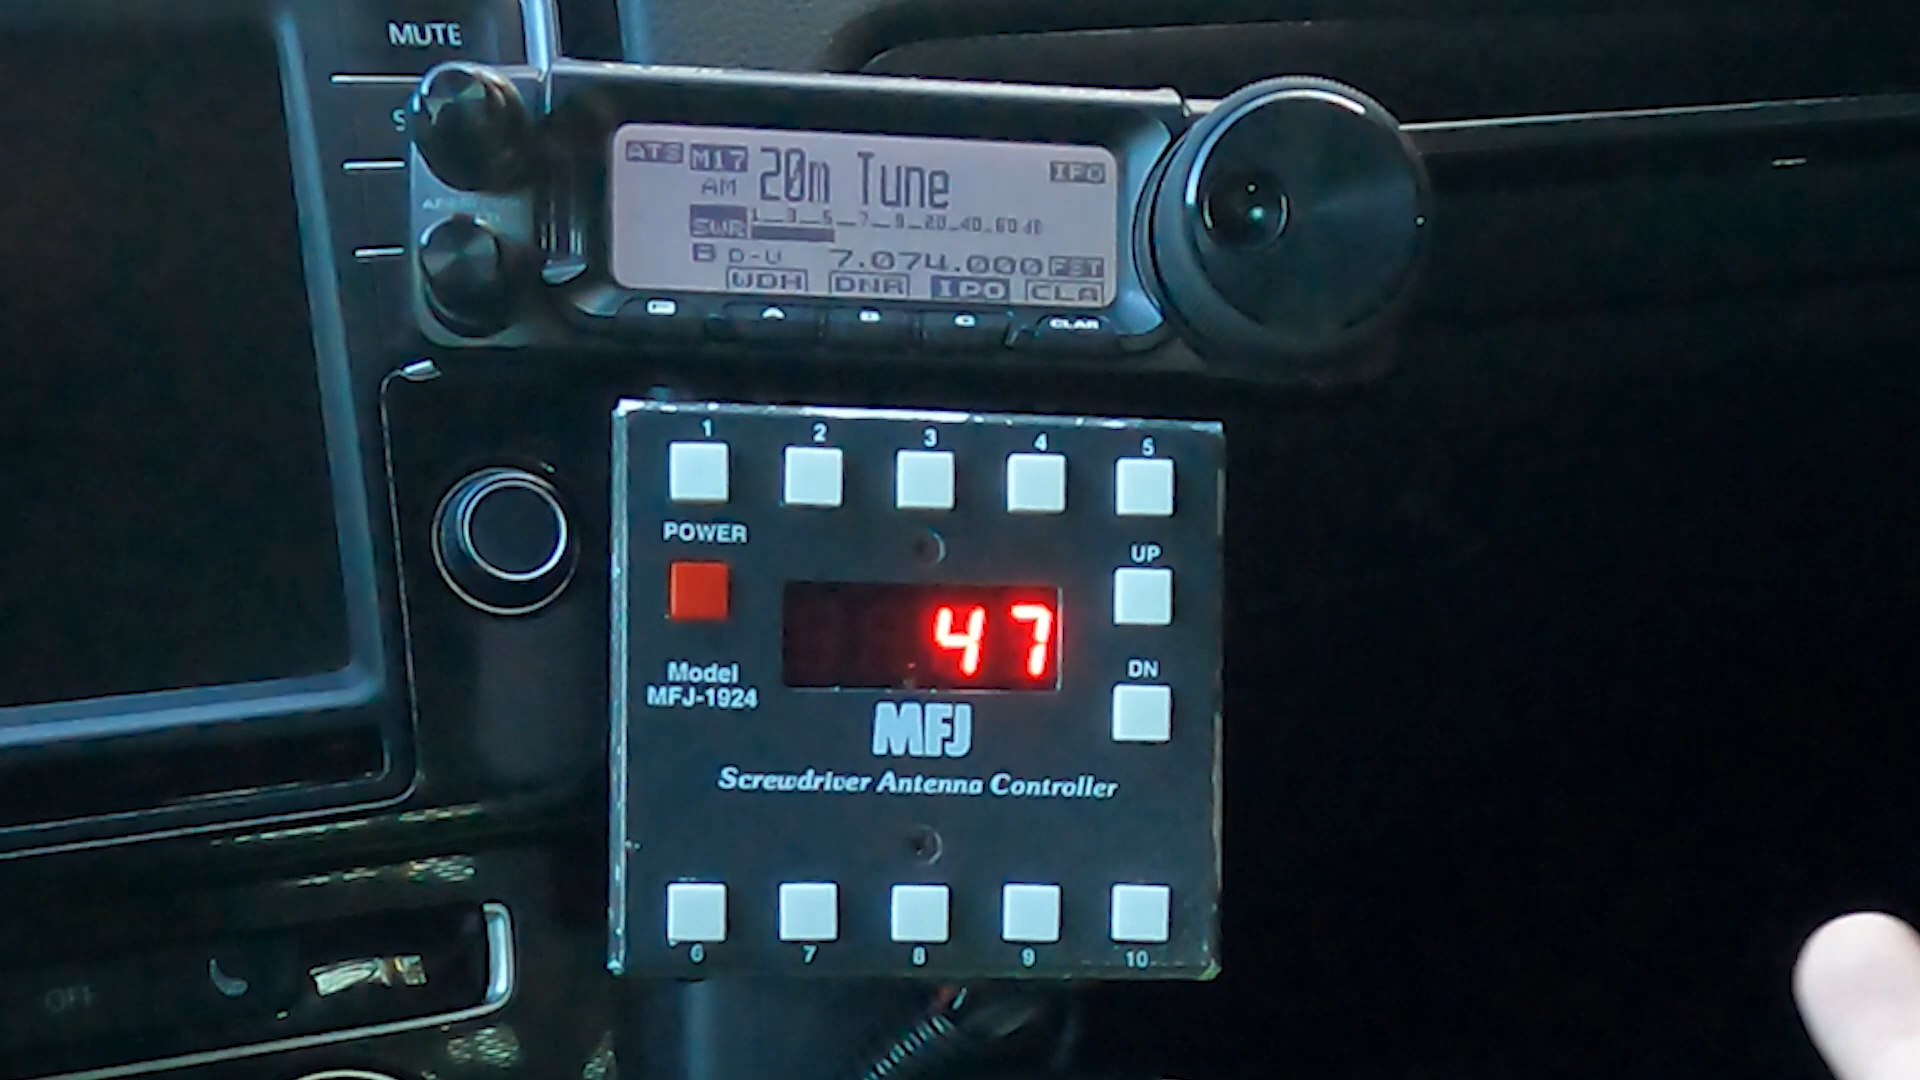 MUTE
ATS M17 20m Tune IPO
AM
1__3__5__7__9_20_40_60dB
SWR
B D-U 7.074.000 FST
WDH DNR IPO CLA
A B C CLAR
1 2 3 4 5
POWER
UP
47
Model
MFJ-1924
DN
MFJ
Screwdriver Antenna Controller
6 7 8 9 10
OFF